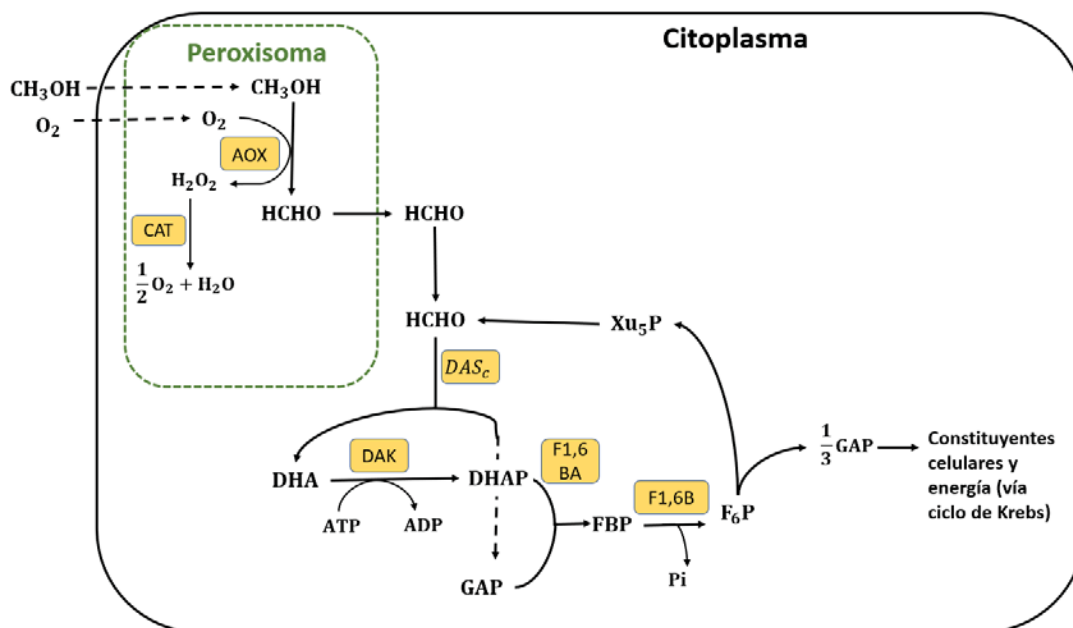 Citoplasma
Peroxisoma
CH₃OH
CH₃OH
O₂
O₂
AOX
H₂O₂
HCHO
HCHO
CAT
1/2 O₂ + H₂O
HCHO
Xu₅P
DAS_c
1/3 GAP
Constituyentes
celulares y
energía (vía
ciclo de Krebs)
DAK
F1,6
BA
F1,6B
DHA
DHAP
ATP
ADP
FBP
F₆P
Pi
GAP